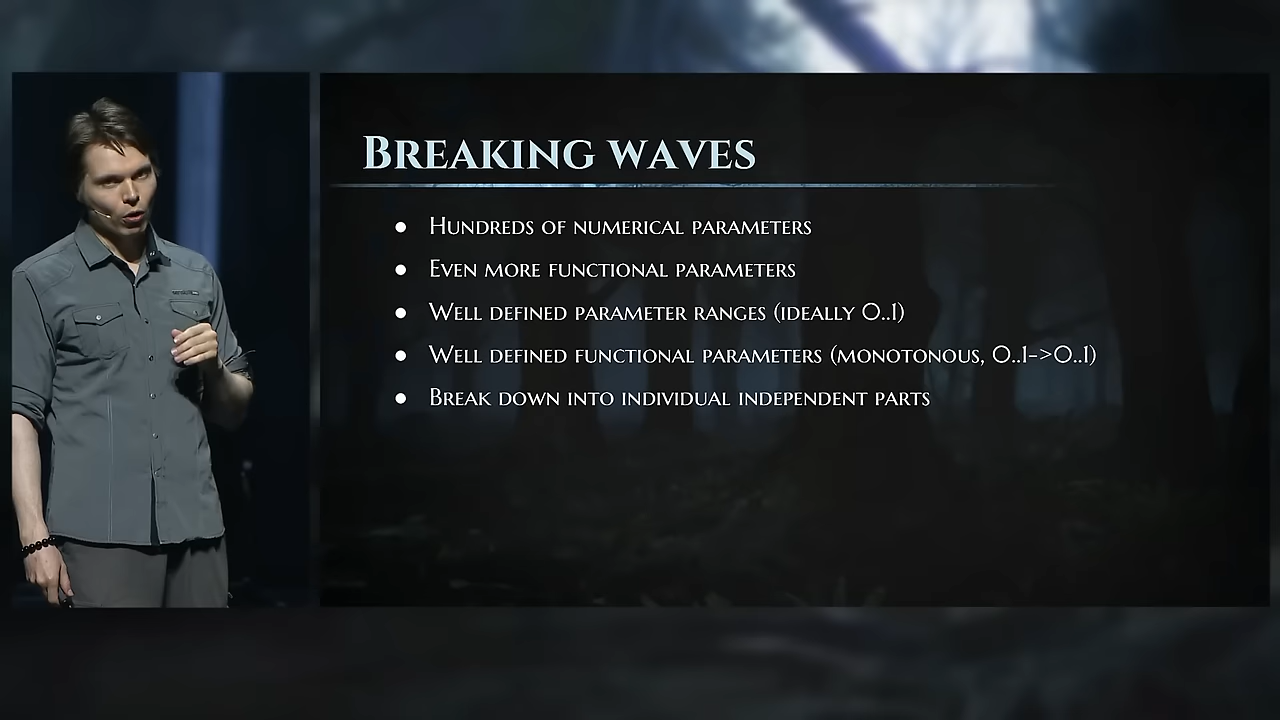 Breaking waves
● Hundreds of numerical parameters
● Even more functional parameters
● Well defined parameter ranges (ideally 0..1)
● Well defined functional parameters (monotonous, 0..1->0..1)
● Break down into individual independent parts